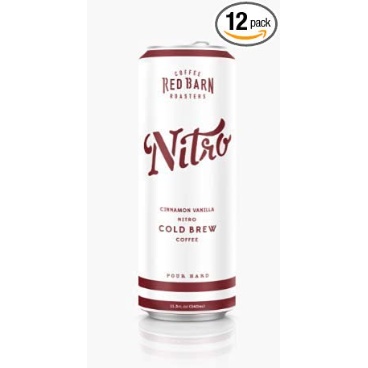 12 pack
COFFEE
RED BARN
ROASTERS
Nitro
CINNAMON VANILLA
NITRO
COLD BREW
COFFEE
POUR HARD